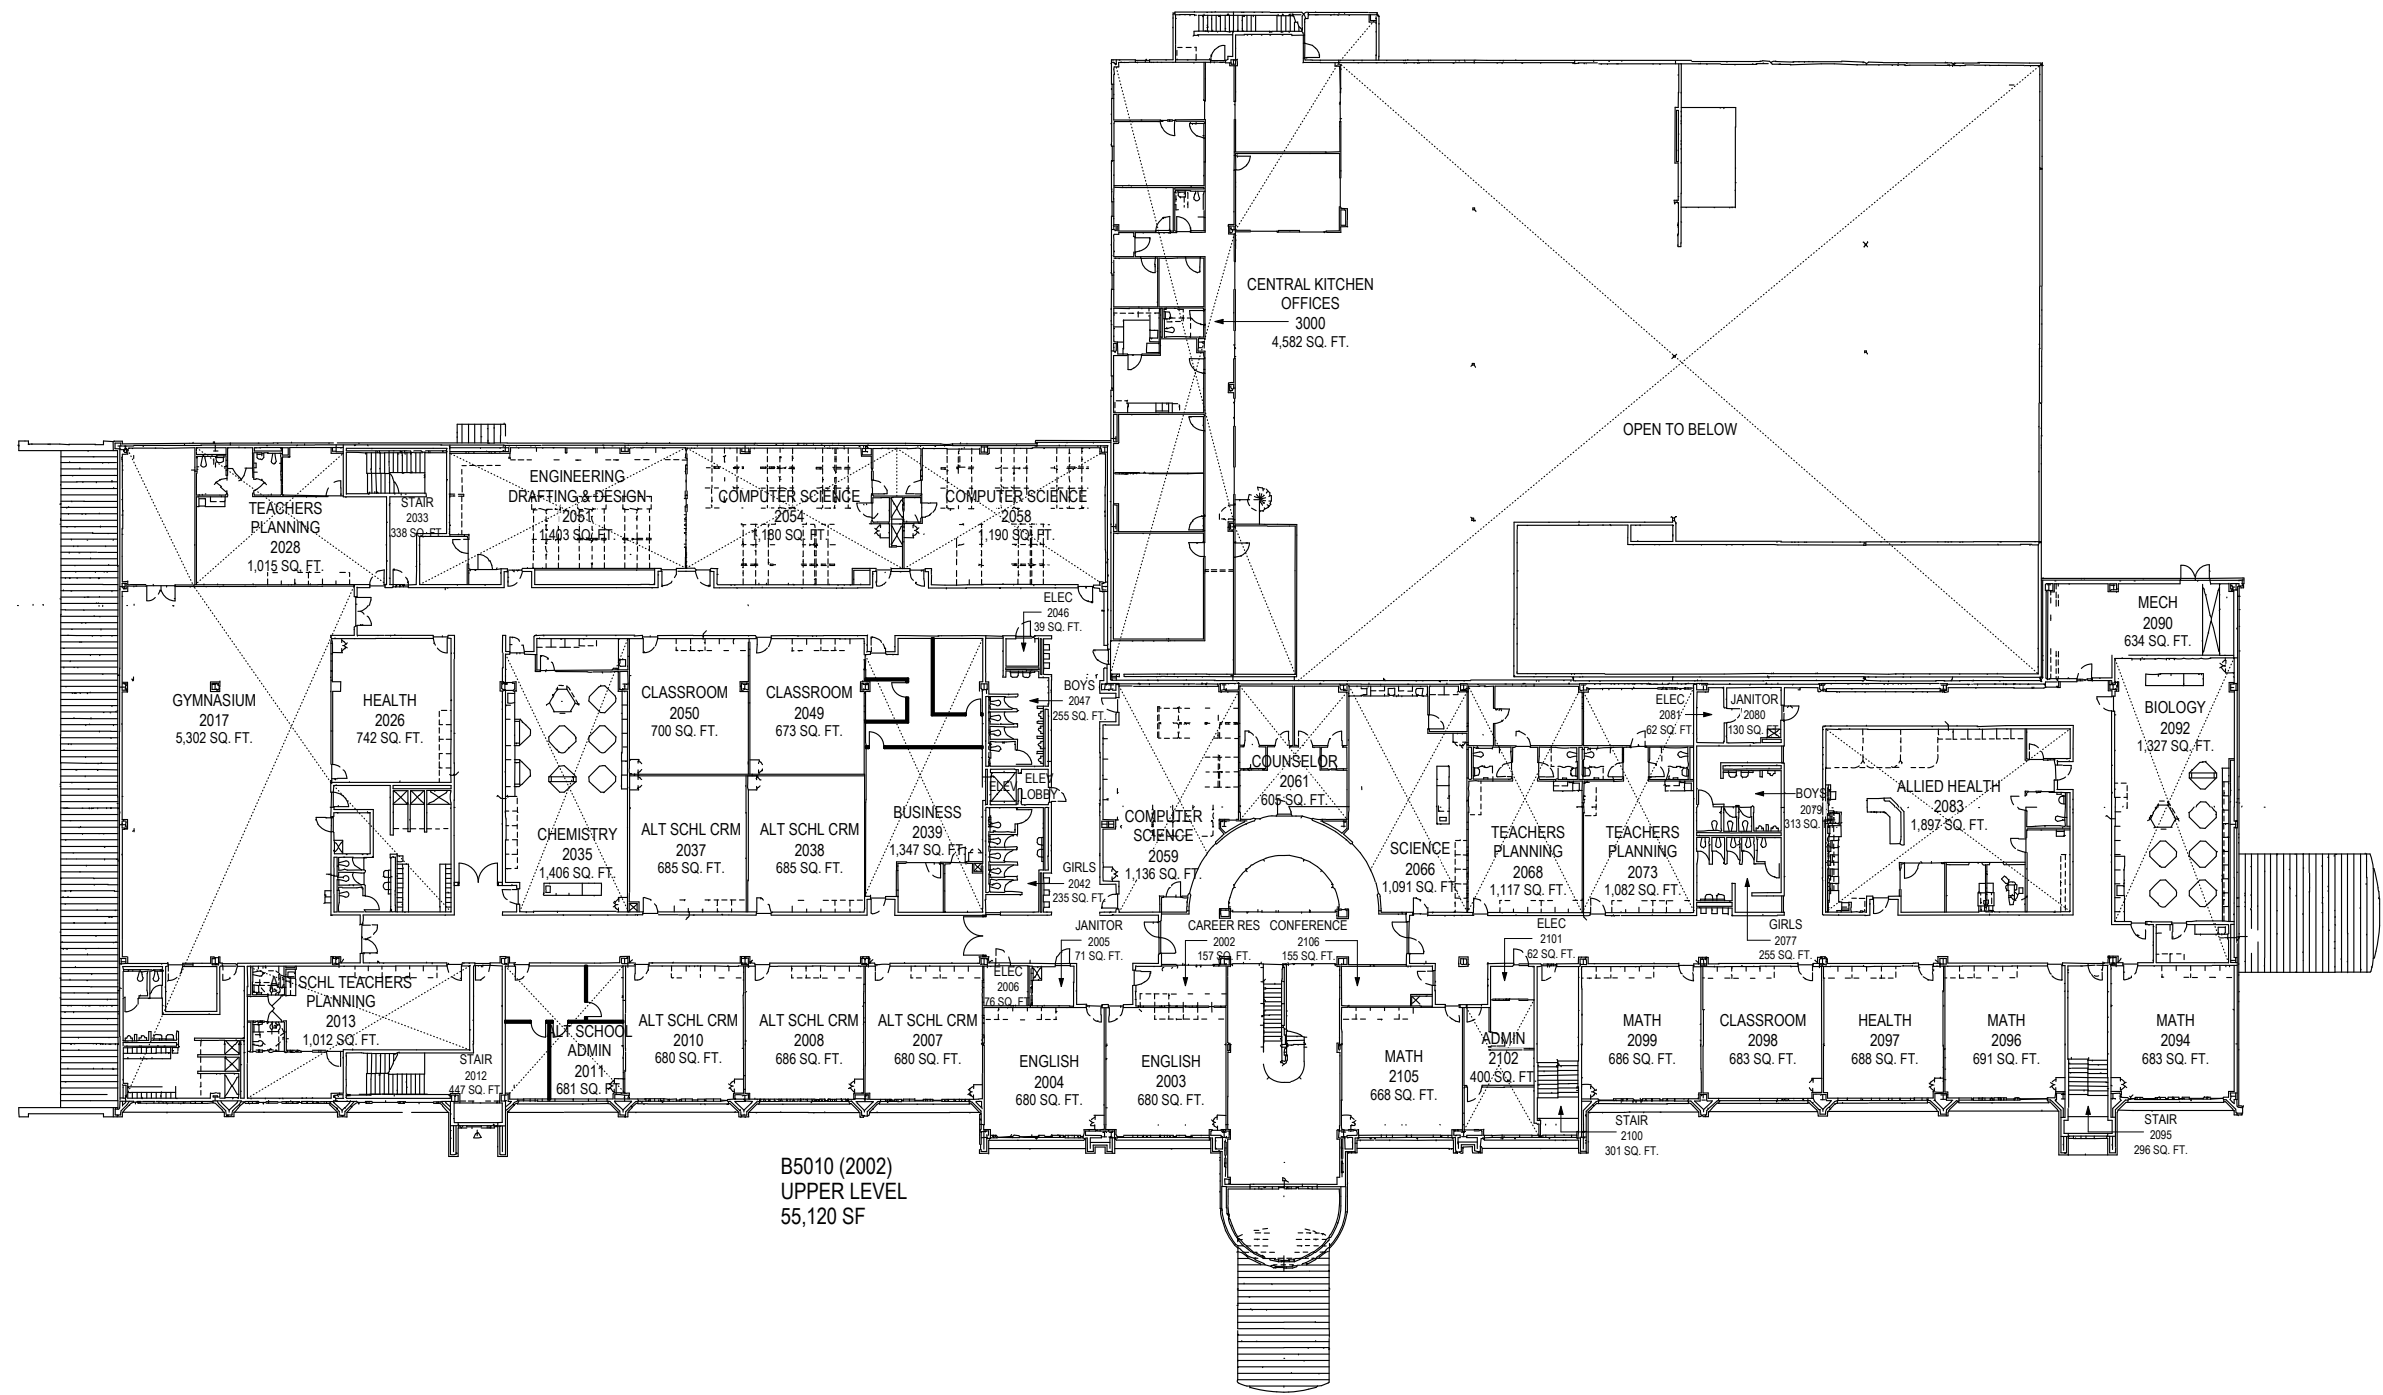 CENTRAL KITCHEN
OFFICES
3000
4,582 SQ. FT.
OPEN TO BELOW
TEACHERS
PLANNING
2028
1,015 SQ. FT.
STAIR
2033
338 SQ. FT.
ENGINEERING
DRAFTING & DESIGN
2051
1,403 SQ. FT.
COMPUTER SCIENCE
2054
1,180 SQ. FT.
COMPUTER SCIENCE
2058
1,190 SQ. FT.
ELEC
2046
39 SQ. FT.
MECH
2090
634 SQ. FT.
GYMNASIUM
2017
5,302 SQ. FT.
HEALTH
2026
742 SQ. FT.
CLASSROOM
2050
700 SQ. FT.
CLASSROOM
2049
673 SQ. FT.
BOYS
2047
255 SQ. FT.
ELEC
2081
62 SQ. FT.
JANITOR
2080
130 SQ. FT.
BIOLOGY
2092
1,327 SQ. FT.
CHEMISTRY
2035
1,406 SQ. FT.
ALT SCHL CRM
2037
685 SQ. FT.
ALT SCHL CRM
2038
685 SQ. FT.
BUSINESS
2039
1,347 SQ. FT.
ELEV
ELEV
LOBBY
GIRLS
2042
235 SQ. FT.
COMPUTER
SCIENCE
2059
1,136 SQ. FT.
COUNSELOR
2061
605 SQ. FT.
SCIENCE
2066
1,091 SQ. FT.
TEACHERS
PLANNING
2068
1,117 SQ. FT.
TEACHERS
PLANNING
2073
1,082 SQ. FT.
BOYS
2079
313 SQ. FT.
ALLIED HEALTH
2083
1,897 SQ. FT.
JANITOR
2005
71 SQ. FT.
CAREER RES
2002
157 SQ. FT.
CONFERENCE
2106
155 SQ. FT.
ELEC
2101
62 SQ. FT.
GIRLS
2077
255 SQ. FT.
ALT SCHL TEACHERS
PLANNING
2013
1,012 SQ. FT.
STAIR
2012
447 SQ. FT.
ALT SCHOOL
ADMIN
2011
681 SQ. FT.
ALT SCHL CRM
2010
680 SQ. FT.
ALT SCHL CRM
2008
686 SQ. FT.
ALT SCHL CRM
2007
680 SQ. FT.
ELEC
2006
76 SQ. FT.
ENGLISH
2004
680 SQ. FT.
ENGLISH
2003
680 SQ. FT.
MATH
2105
668 SQ. FT.
ADMIN
2102
400 SQ. FT.
MATH
2099
686 SQ. FT.
CLASSROOM
2098
683 SQ. FT.
HEALTH
2097
688 SQ. FT.
MATH
2096
691 SQ. FT.
MATH
2094
683 SQ. FT.
STAIR
2100
301 SQ. FT.
STAIR
2095
296 SQ. FT.
B5010 (2002)
UPPER LEVEL
55,120 SF